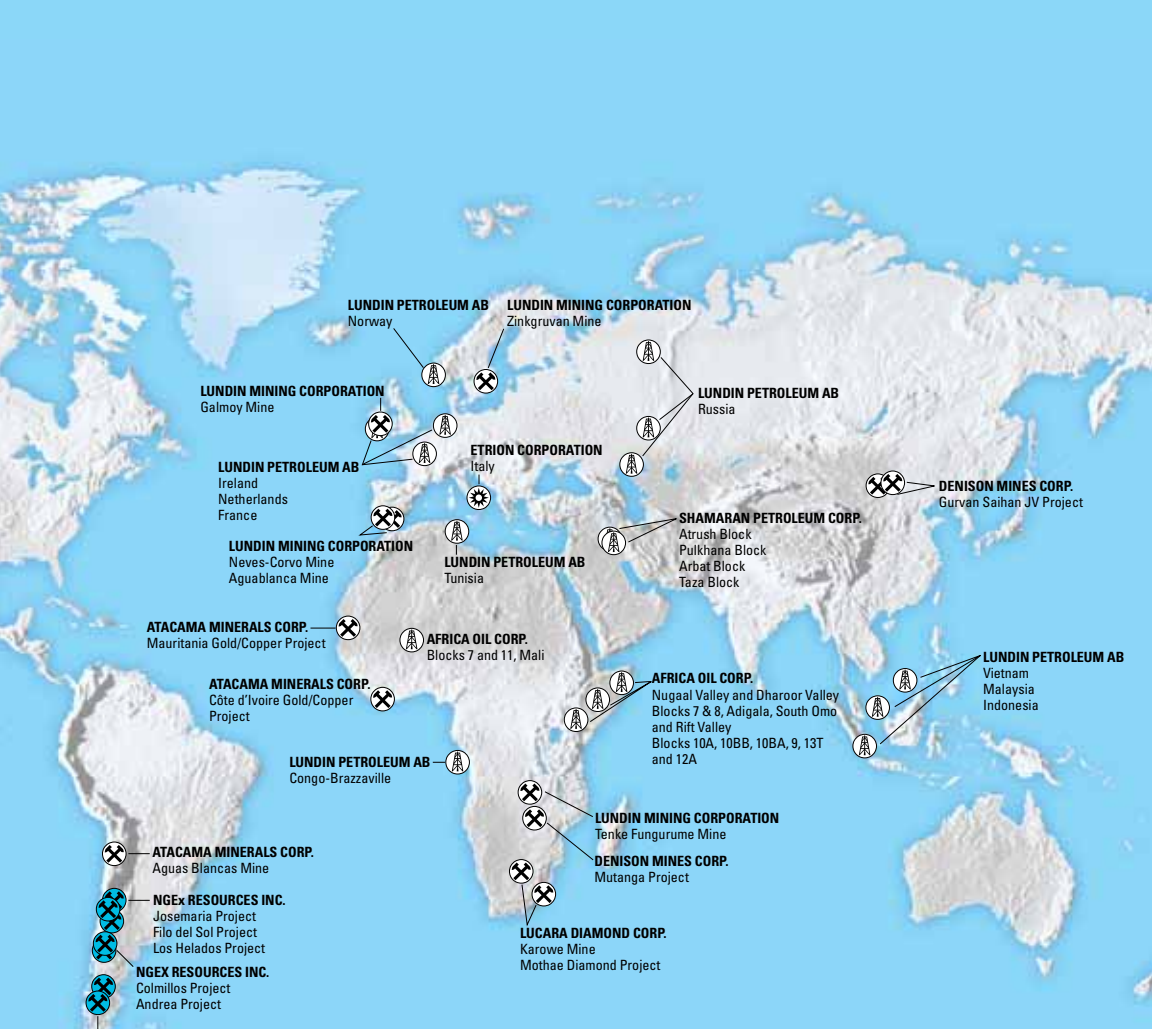 LUNDIN PETROLEUM AB
Norway
LUNDIN MINING CORPORATION
Zinkgruvan Mine
LUNDIN MINING CORPORATION
Galmoy Mine
LUNDIN PETROLEUM AB
Russia
LUNDIN PETROLEUM AB
Ireland
Netherlands
France
ETRION CORPORATION
Italy
DENISON MINES CORP.
Gurvan Saihan JV Project
SHAMARAN PETROLEUM CORP.
Atrush Block
Pulkhana Block
Arbat Block
Taza Block
LUNDIN MINING CORPORATION
Neves-Corvo Mine
Aguablanca Mine
LUNDIN PETROLEUM AB
Tunisia
ATACAMA MINERALS CORP.
Mauritania Gold/Copper Project
AFRICA OIL CORP.
Blocks 7 and 11, Mali
LUNDIN PETROLEUM AB
Vietnam
Malaysia
Indonesia
ATACAMA MINERALS CORP.
Côte d'Ivoire Gold/Copper
Project
AFRICA OIL CORP.
Nugaal Valley and Dharoor Valley
Blocks 7 & 8, Adigala, South Omo
and Rift Valley
Blocks 10A, 10BB, 10BA, 9, 13T
and 12A
LUNDIN PETROLEUM AB
Congo-Brazzaville
LUNDIN MINING CORPORATION
Tenke Fungurume Mine
DENISON MINES CORP.
Mutanga Project
ATACAMA MINERALS CORP.
Aguas Blancas Mine
NGEx RESOURCES INC.
Josemaria Project
Filo del Sol Project
Los Helados Project
LUCARA DIAMOND CORP.
Karowe Mine
Mothae Diamond Project
NGEX RESOURCES INC.
Colmillos Project
Andrea Project